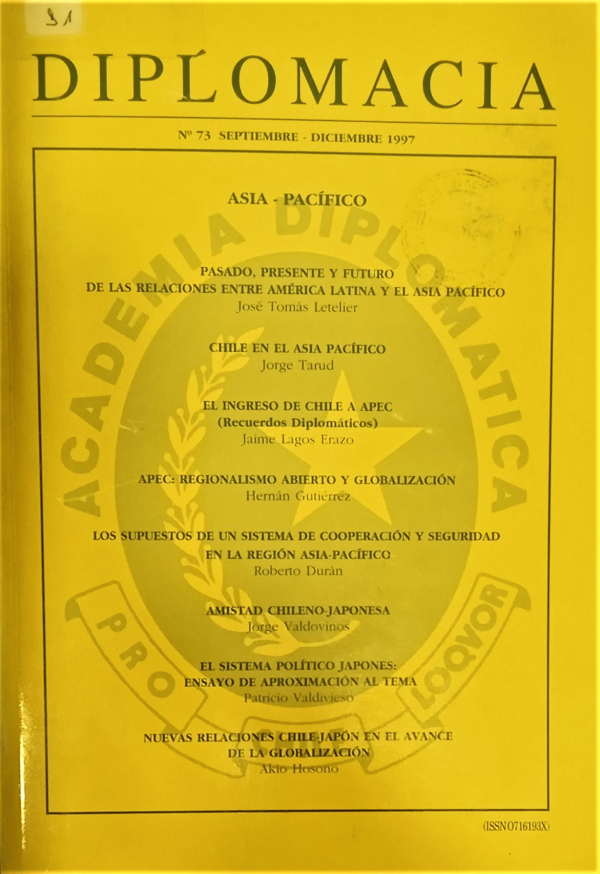 91
DIPLOMACIA
Nº 73 SEPTIEMBRE - DICIEMBRE 1997
ASIA - PACÍFICO
ACADEMIA DIPLOMATICA
PASADO, PRESENTE Y FUTURO
DE LAS RELACIONES ENTRE AMÉRICA LATINA Y EL ASIA PACÍFICO
José Tomás Letelier
CHILE EN EL ASIA PACÍFICO
Jorge Tarud
EL INGRESO DE CHILE A APEC
(Recuerdos Diplomáticos)
Jaime Lagos Erazo
APEC: REGIONALISMO ABIERTO Y GLOBALIZACIÓN
Hernán Gutiérrez
LOS SUPUESTOS DE UN SISTEMA DE COOPERACIÓN Y SEGURIDAD
EN LA REGIÓN ASIA-PACÍFICO
Roberto Durán
AMISTAD CHILENO-JAPONESA
Jorge Valdovinos
EL SISTEMA POLÍTICO JAPONES:
ENSAYO DE APROXIMACIÓN AL TEMA
Patricio Valdivieso
PRO
LOQVOR
NUEVAS RELACIONES CHILE-JAPÓN EN EL AVANCE
DE LA GLOBALIZACIÓN
Akio Hosono
(ISSN0716193X)